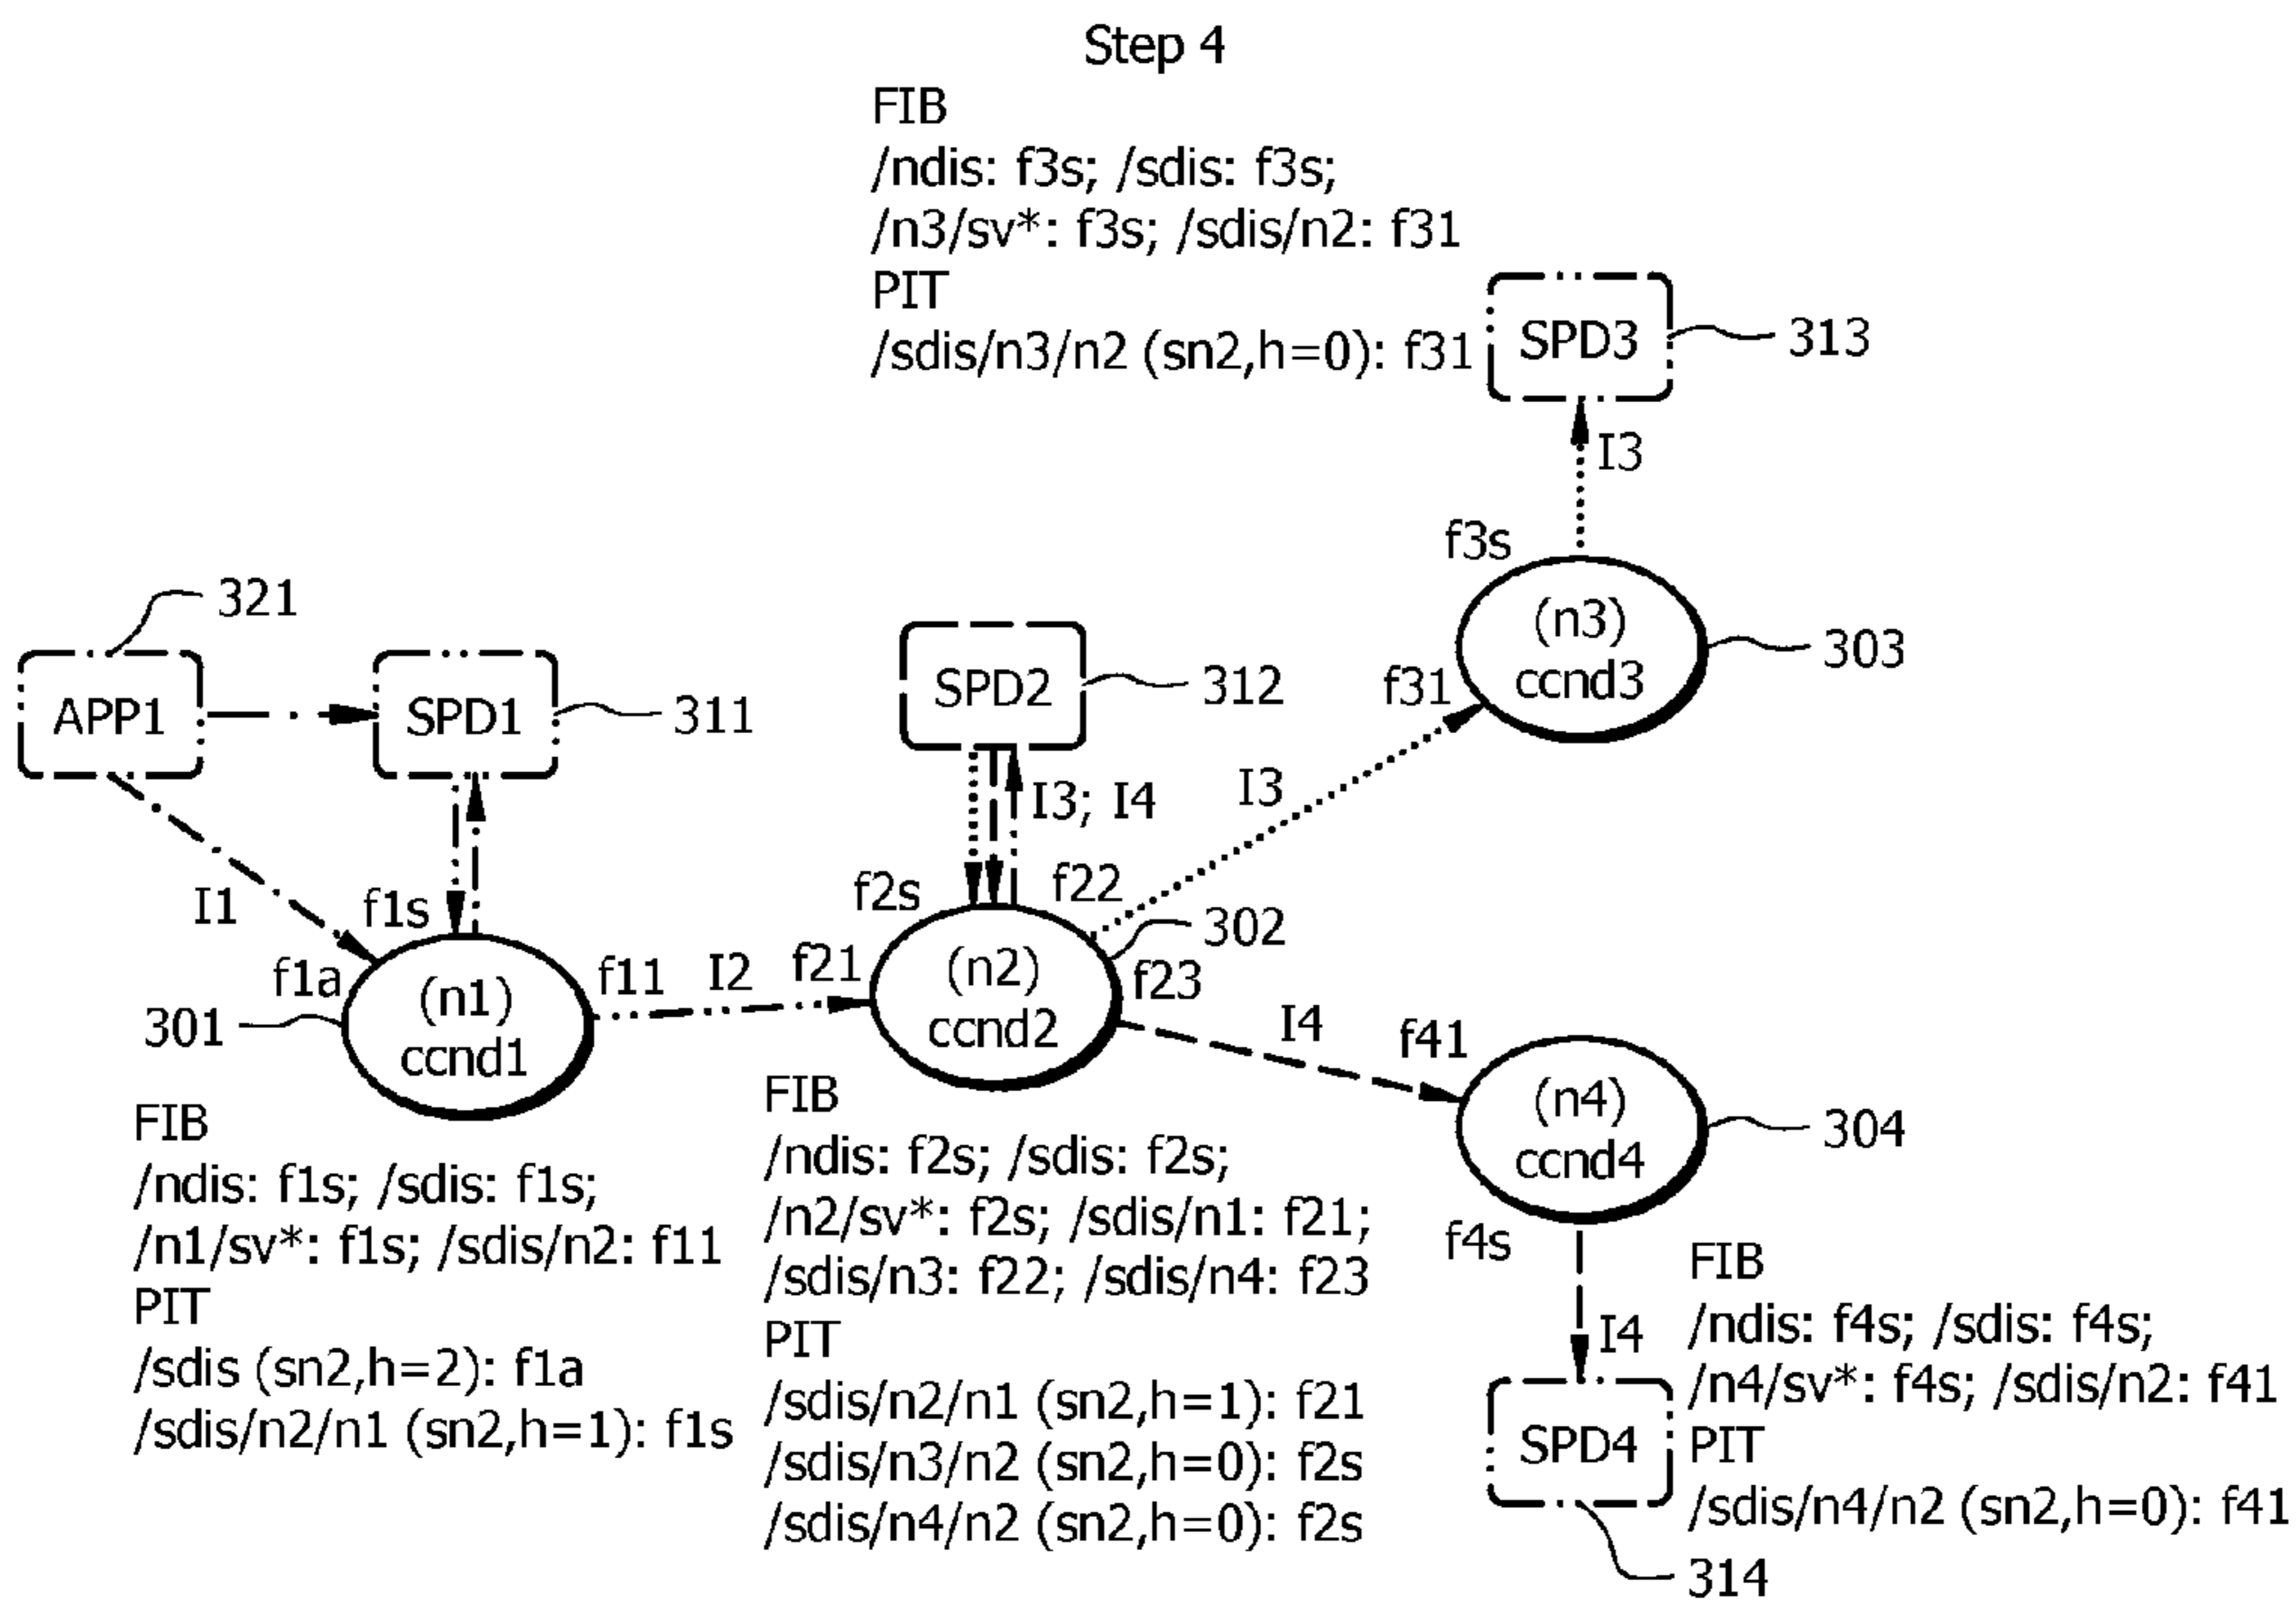 Step 4
FIB
/ndis: f3s; /sdis: f3s;
/n3/sv*: f3s; /sdis/n2: f31
PIT
/sdis/n3/n2 (sn2,h=0): f31
SPD3
313
I3
f3s
(n3)
ccnd3
303
f31
321
APP1
SPD1
311
SPD2
312
I3; I4
I3
I1
f1s
f1a
(n1)
ccnd1
301
f11
I2
f21
f2s
f22
302
(n2)
ccnd2
f23
I4
f41
(n4)
ccnd4
304
f4s
I4
SPD4
314
FIB
/ndis: f1s; /sdis: f1s;
/n1/sv*: f1s; /sdis/n2: f11
PIT
/sdis (sn2,h=2): f1a
/sdis/n2/n1 (sn2,h=1): f1s
FIB
/ndis: f2s; /sdis: f2s;
/n2/sv*: f2s; /sdis/n1: f21;
/sdis/n3: f22; /sdis/n4: f23
PIT
/sdis/n2/n1 (sn2,h=1): f21
/sdis/n3/n2 (sn2,h=0): f2s
/sdis/n4/n2 (sn2,h=0): f2s
FIB
/ndis: f4s; /sdis: f4s;
/n4/sv*: f4s; /sdis/n2: f41
PIT
/sdis/n4/n2 (sn2,h=0): f41